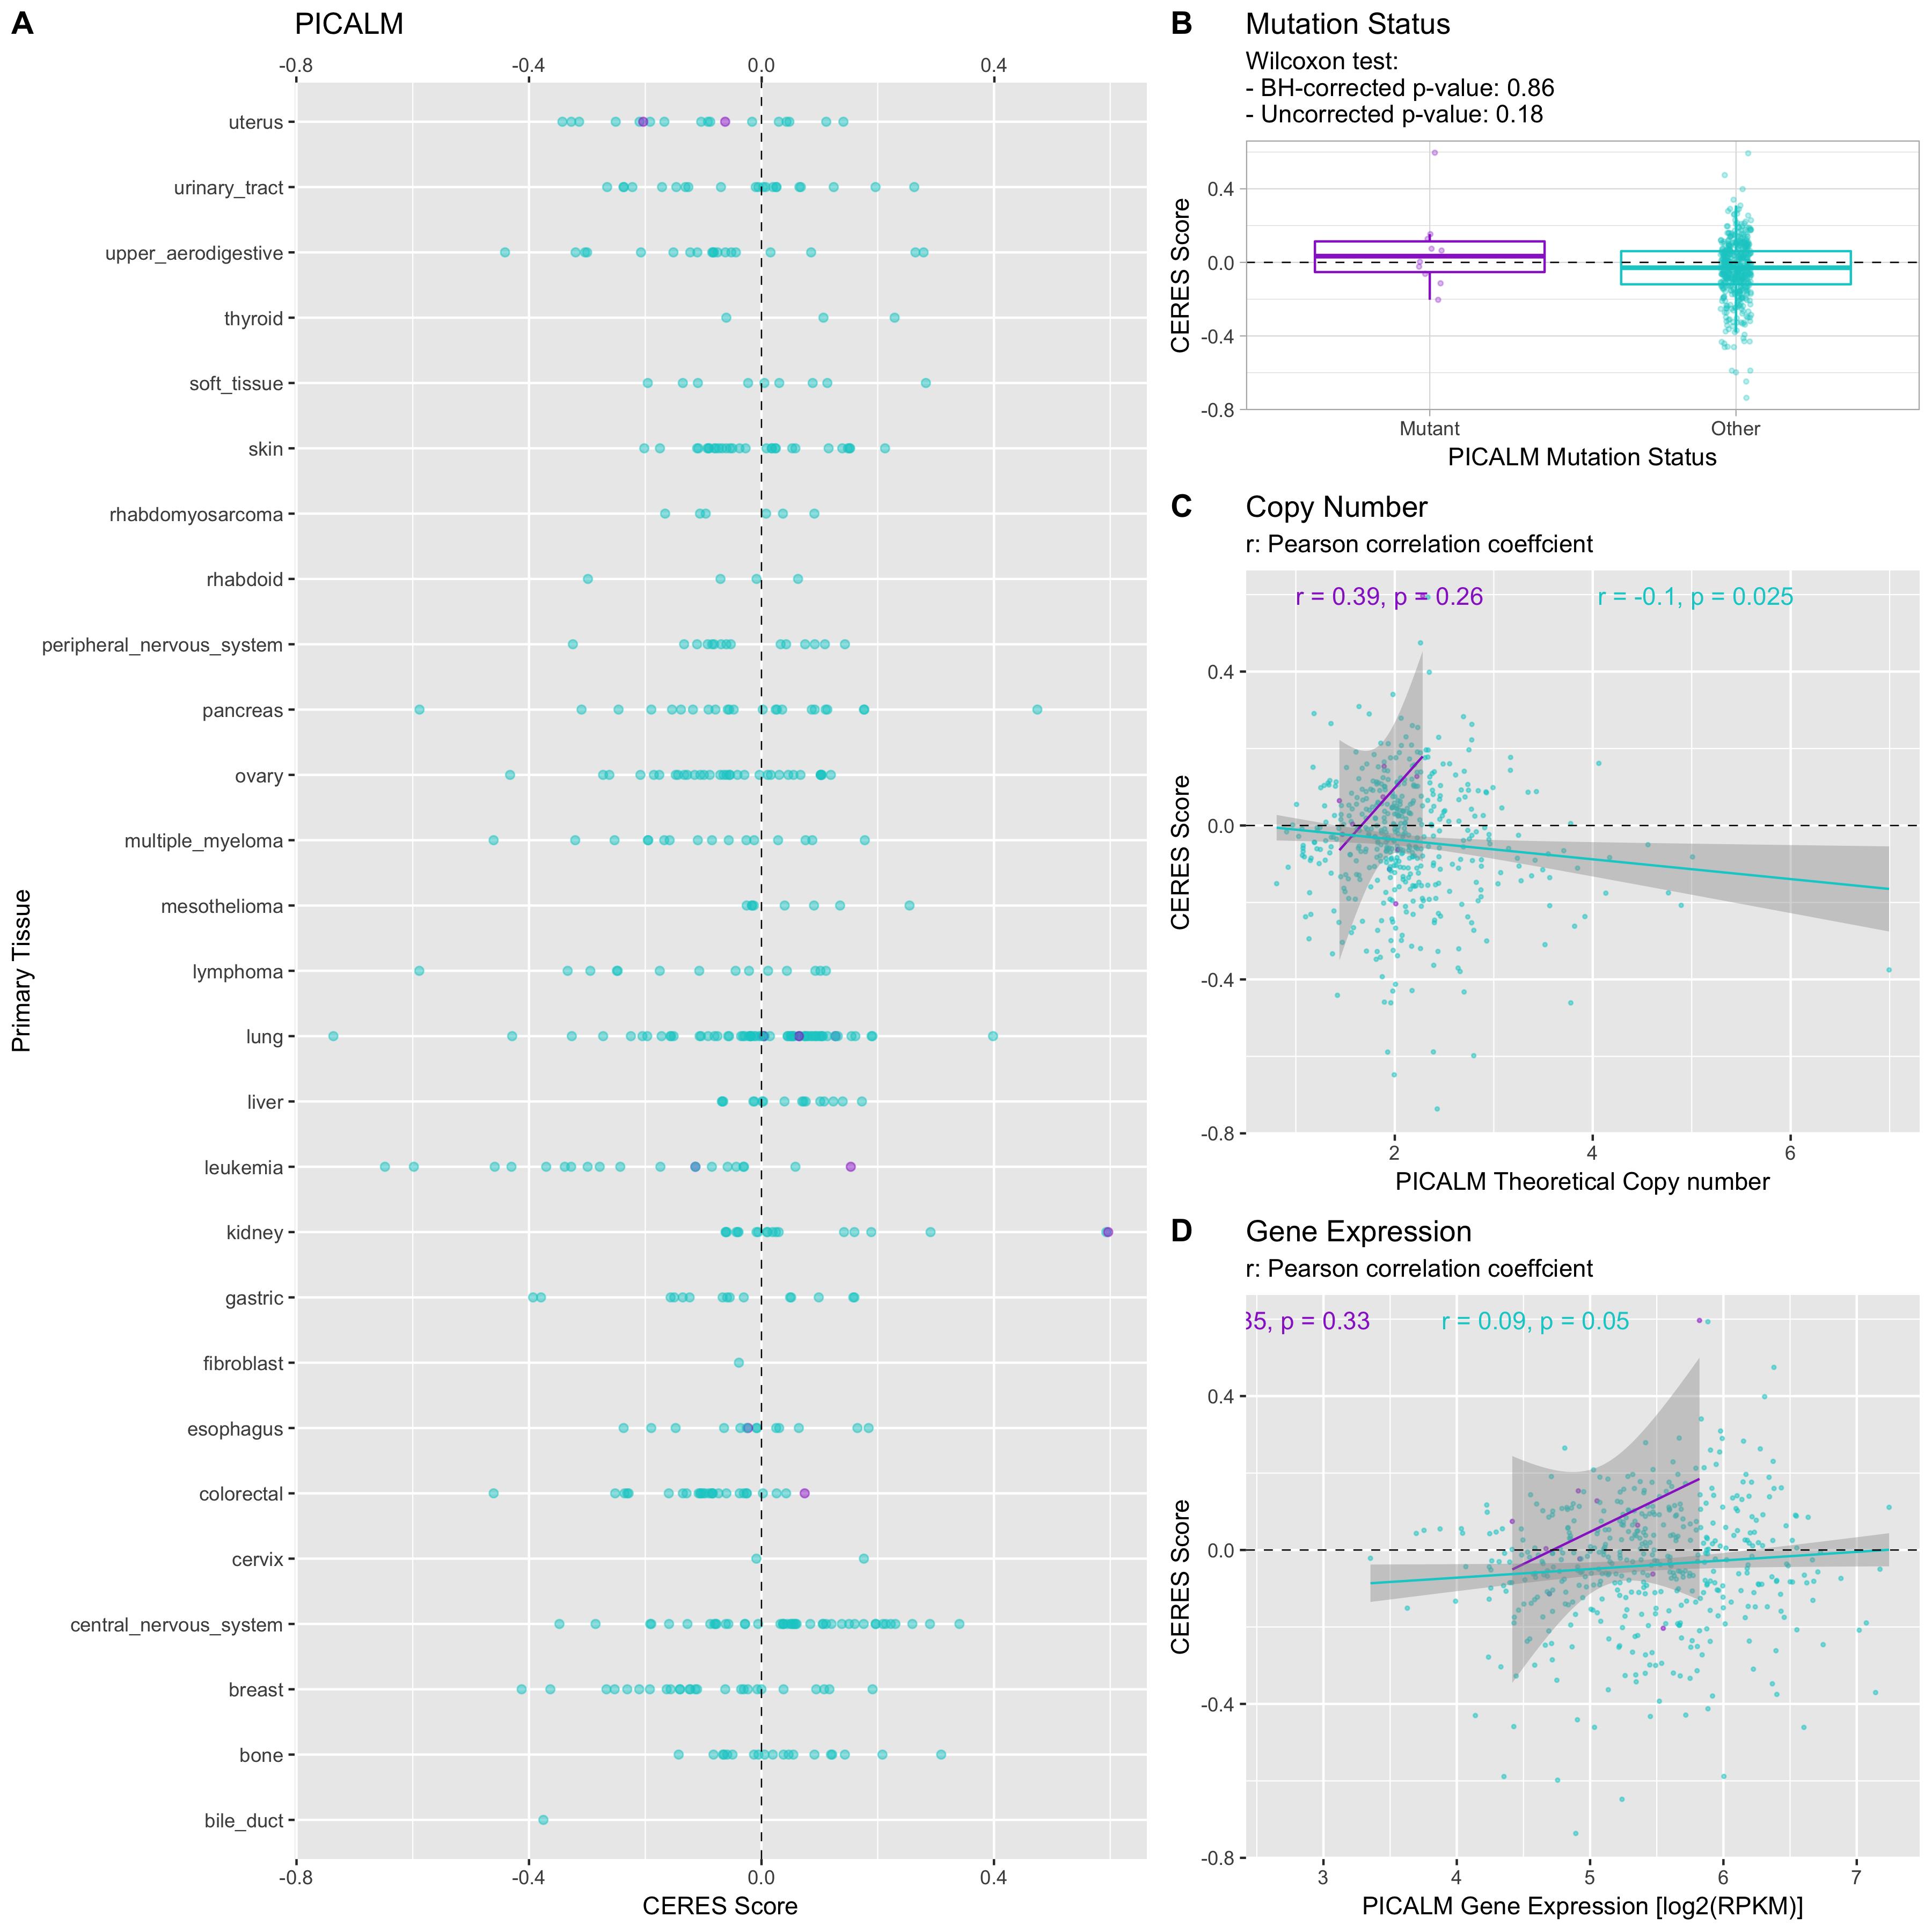 A
PICALM
-0.8 -0.4 0.0 0.4
uterus
urinary_tract
upper_aerodigestive
thyroid
soft_tissue
skin
rhabdomyosarcoma
rhabdoid
peripheral_nervous_system
pancreas
ovary
multiple_myeloma
mesothelioma
lymphoma
lung
liver
leukemia
kidney
gastric
fibroblast
esophagus
colorectal
cervix
central_nervous_system
breast
bone
bile_duct
Primary Tissue
-0.8 -0.4 0.0 0.4
CERES Score
B
Mutation Status
Wilcoxon test:
- BH-corrected p-value: 0.86
- Uncorrected p-value: 0.18
0.4
0.0
-0.4
-0.8
CERES Score
Mutant Other
PICALM Mutation Status
C
Copy Number
r: Pearson correlation coeffcient
r = 0.39, p = 0.26 r = -0.1, p = 0.025
0.4
0.0
-0.4
-0.8
CERES Score
2 4 6
PICALM Theoretical Copy number
D
Gene Expression
r: Pearson correlation coeffcient
35, p = 0.33 r = 0.09, p = 0.05
0.4
0.0
-0.4
-0.8
CERES Score
3 4 5 6 7
PICALM Gene Expression [log2(RPKM)]